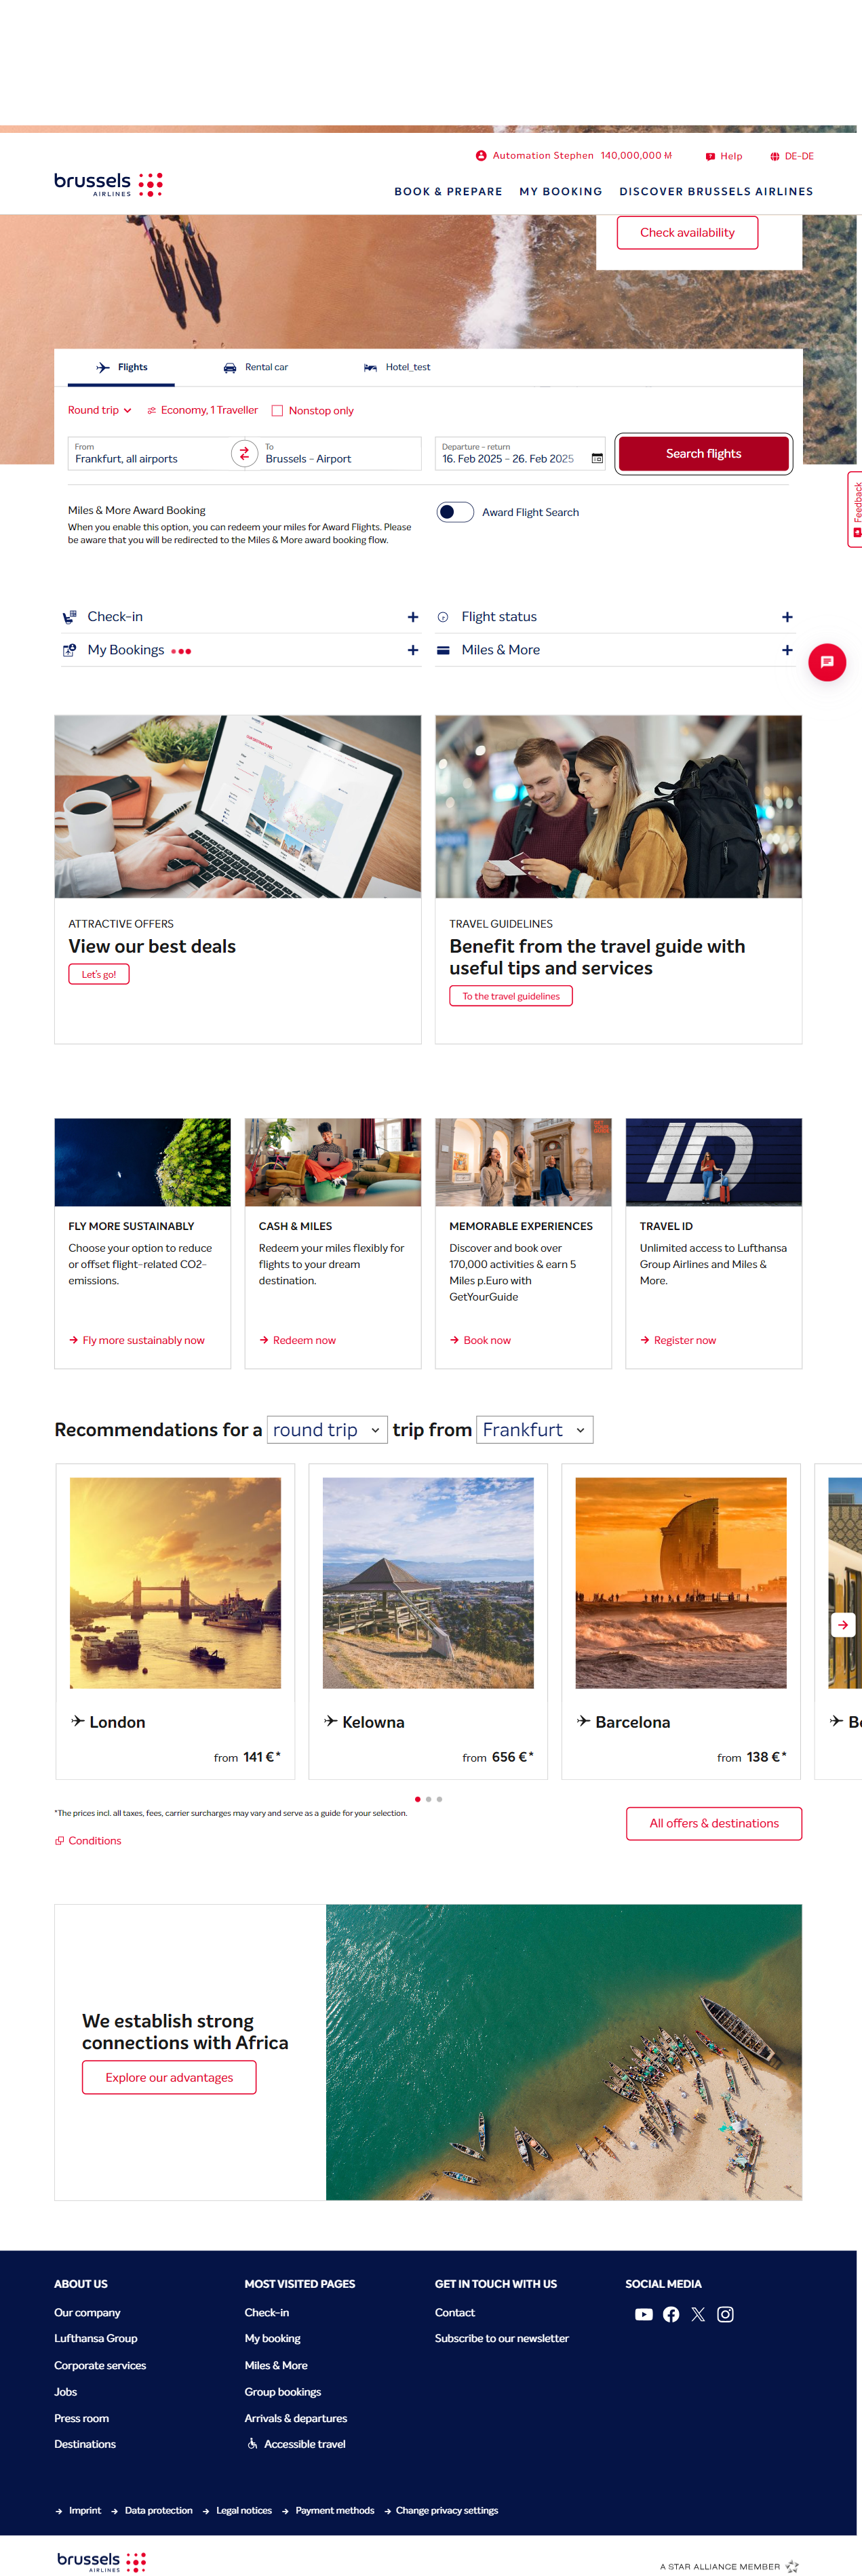 Automation Stephen 140,000,000 M
Help
DE-DE
brussels
AIRLINES
BOOK & PREPARE
MY BOOKING
DISCOVER BRUSSELS AIRLINES
Check availability
Flights
Rental car
Hotel_test
Round trip
Economy, 1 Traveller
Nonstop only
From
Frankfurt, all airports
To
Brussels - Airport
Departure - return
16. Feb 2025 - 26. Feb 2025
Search flights
Feedback
Miles & More Award Booking
When you enable this option, you can redeem your miles for Award Flights. Please
be aware that you will be redirected to the Miles & More award booking flow.
Award Flight Search
Check-in
Flight status
My Bookings
Miles & More
ATTRACTIVE OFFERS
View our best deals
Let's go!
TRAVEL GUIDELINES
Benefit from the travel guide with
useful tips and services
To the travel guidelines
ID
FLY MORE SUSTAINABLY
Choose your option to reduce
or offset flight-related CO2-
emissions.
Fly more sustainably now
CASH & MILES
Redeem your miles flexibly for
flights to your dream
destination.
Redeem now
MEMORABLE EXPERIENCES
Discover and book over
170,000 activities & earn 5
Miles p.Euro with
GetYourGuide
Book now
TRAVEL ID
Unlimited access to Lufthansa
Group Airlines and Miles &
More.
Register now
Recommendations for a round trip trip from Frankfurt
London
from 141 €*
Kelowna
from 656 €*
Barcelona
from 138 €*
*The prices incl. all taxes, fees, carrier surcharges may vary and serve as a guide for your selection.
Conditions
All offers & destinations
We establish strong
connections with Africa
Explore our advantages
ABOUT US
Our company
Lufthansa Group
Corporate services
Jobs
Press room
Destinations
MOST VISITED PAGES
Check-in
My booking
Miles & More
Group bookings
Arrivals & departures
Accessible travel
GET IN TOUCH WITH US
Contact
Subscribe to our newsletter
SOCIAL MEDIA
Imprint
Data protection
Legal notices
Payment methods
Change privacy settings
brussels
AIRLINES
A STAR ALLIANCE MEMBER